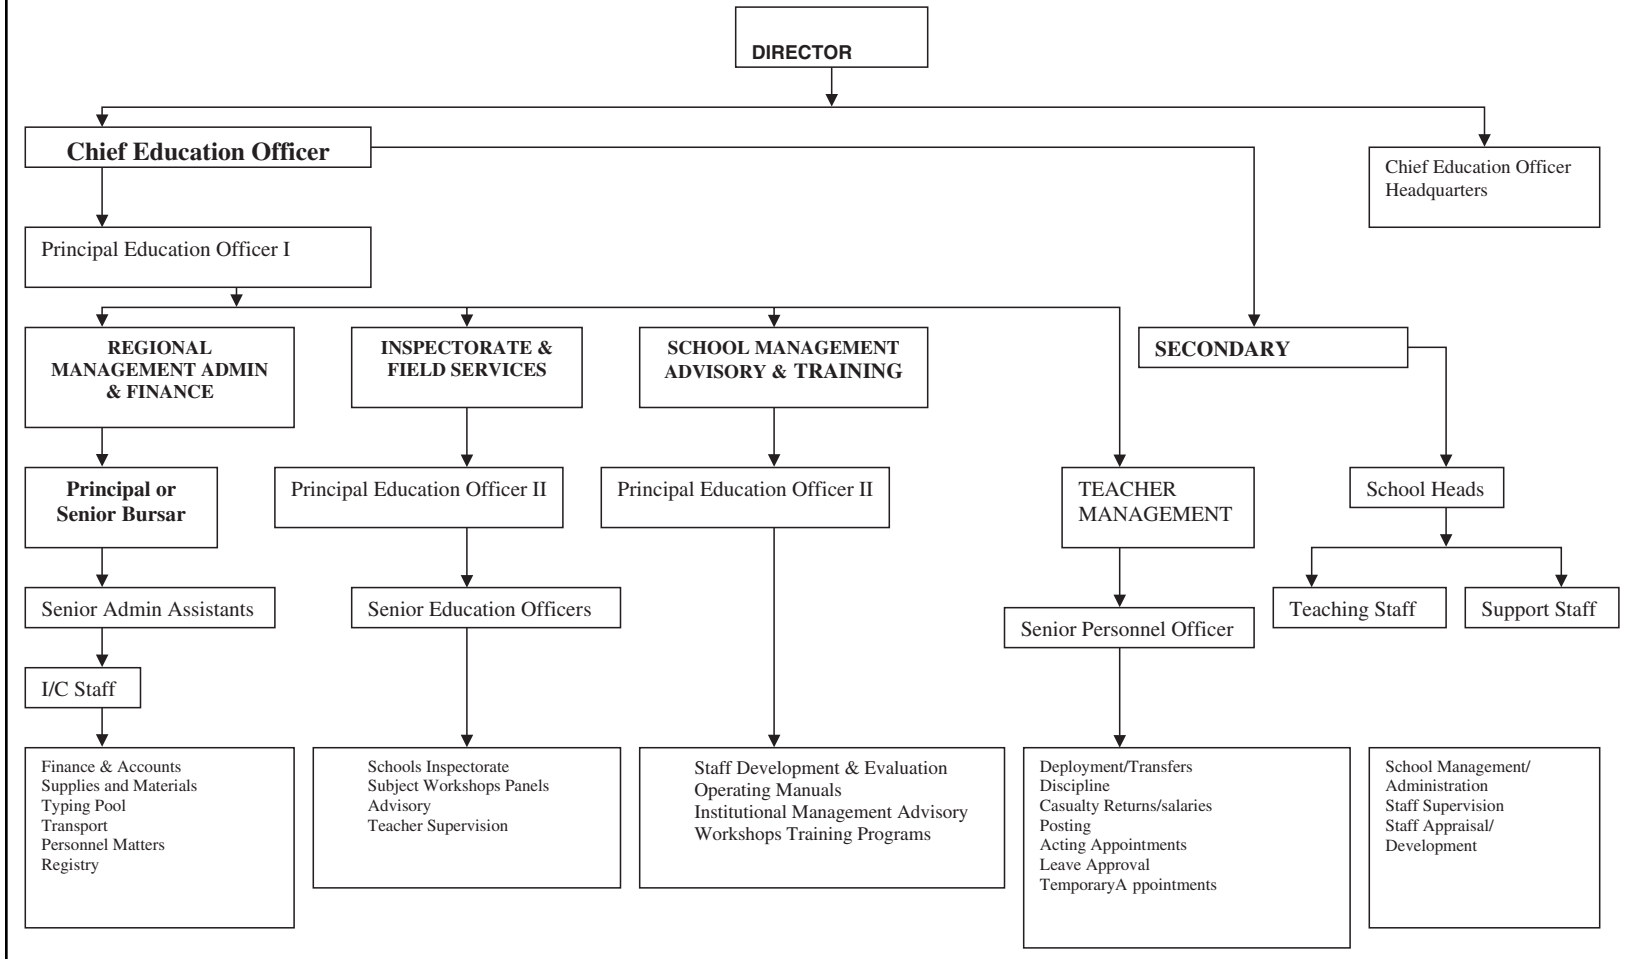 DIRECTOR
Chief Education Officer
Chief Education Officer
Headquarters
Principal Education Officer I
REGIONAL
MANAGEMENT ADMIN
& FINANCE
INSPECTORATE &
FIELD SERVICES
SCHOOL MANAGEMENT
ADVISORY & TRAINING
SECONDARY
Principal or
Senior Bursar
Principal Education Officer II
Principal Education Officer II
TEACHER
MANAGEMENT
School Heads
Senior Admin Assistants
Senior Education Officers
Senior Personnel Officer
Teaching Staff
Support Staff
I/C Staff
Finance & Accounts
Supplies and Materials
Typing Pool
Transport
Personnel Matters
Registry
Schools Inspectorate
Subject Workshops Panels
Advisory
Teacher Supervision
Staff Development & Evaluation
Operating Manuals
Institutional Management Advisory
Workshops Training Programs
Deployment/Transfers
Discipline
Casualty Returns/salaries
Posting
Acting Appointments
Leave Approval
TemporaryA ppointments
School Management/
Administration
Staff Supervision
Staff Appraisal/
Development